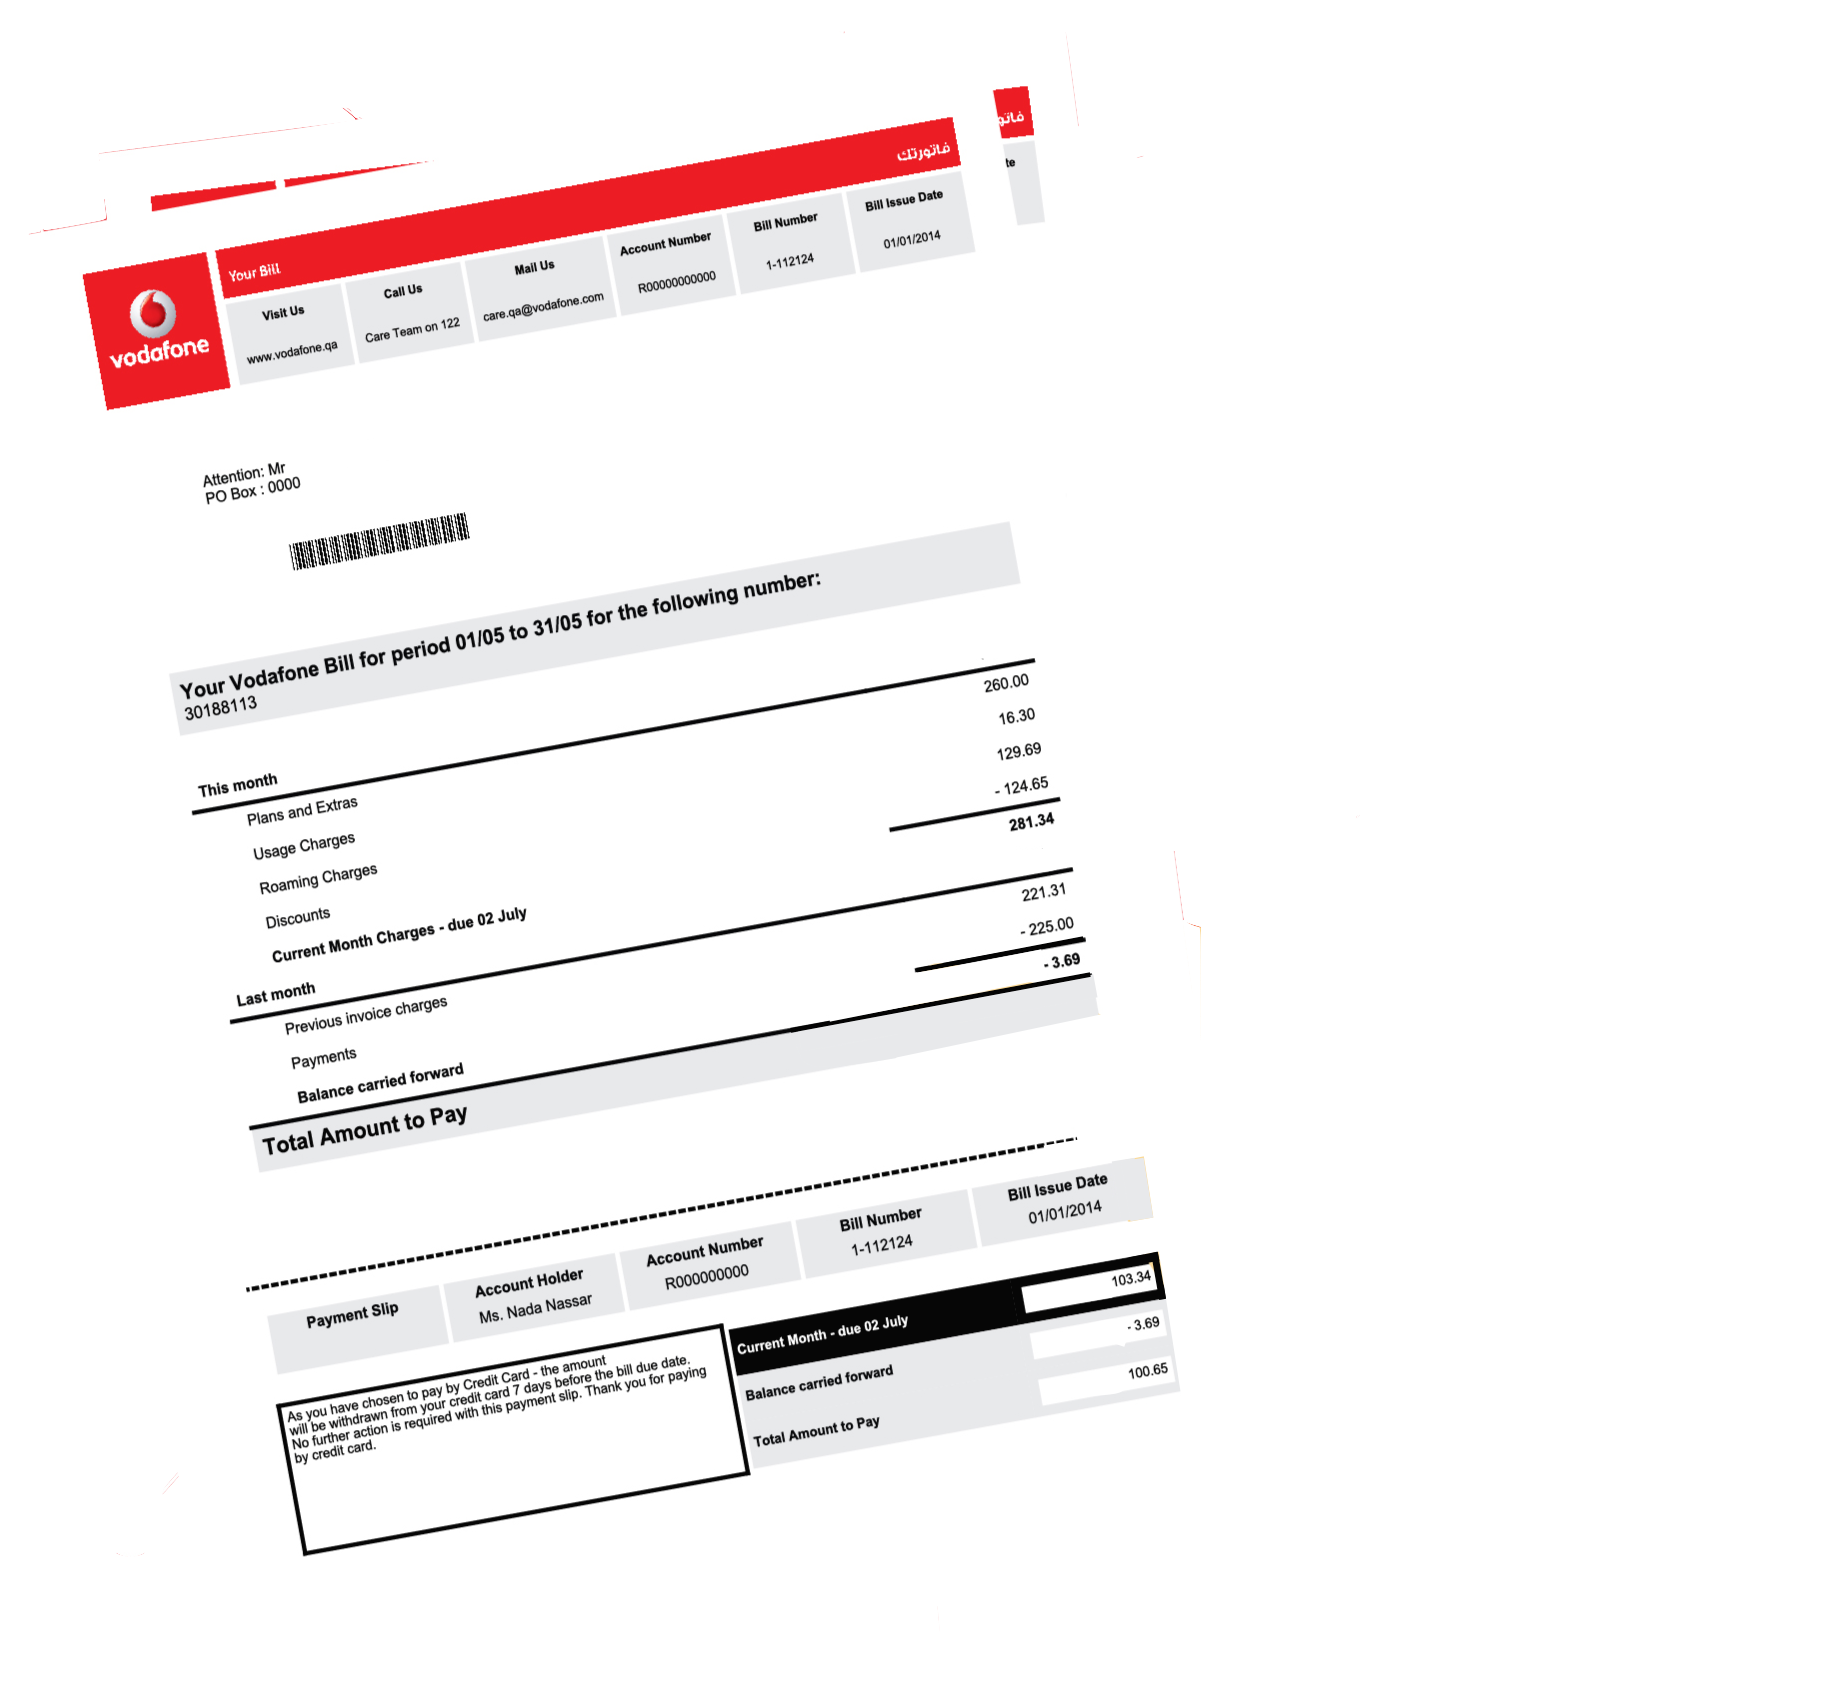 فاتورتك
Your Bill
vodafone
Visit Us
www.vodafone.qa
Call Us
Care Team on 122
Mail Us
care.qa@vodafone.com
Account Number
R00000000000
Bill Number
1-112124
Bill Issue Date
01/01/2014
Attention: Mr
PO Box : 0000
Your Vodafone Bill for period 01/05 to 31/05 for the following number:
30188113
This month
Plans and Extras 260.00
Usage Charges 16.30
Roaming Charges 129.69
Discounts - 124.65
Current Month Charges - due 02 July 281.34
Last month
Previous invoice charges 221.31
Payments - 225.00
Balance carried forward - 3.69
Total Amount to Pay
Payment Slip
Account Holder
Ms. Nada Nassar
Account Number
R000000000
Bill Number
1-112124
Bill Issue Date
01/01/2014
As you have chosen to pay by Credit Card - the amount
will be withdrawn from your credit card 7 days before the bill due date.
No further action is required with this payment slip. Thank you for paying
by credit card.
Current Month - due 02 July 103.34
Balance carried forward - 3.69
Total Amount to Pay 100.65